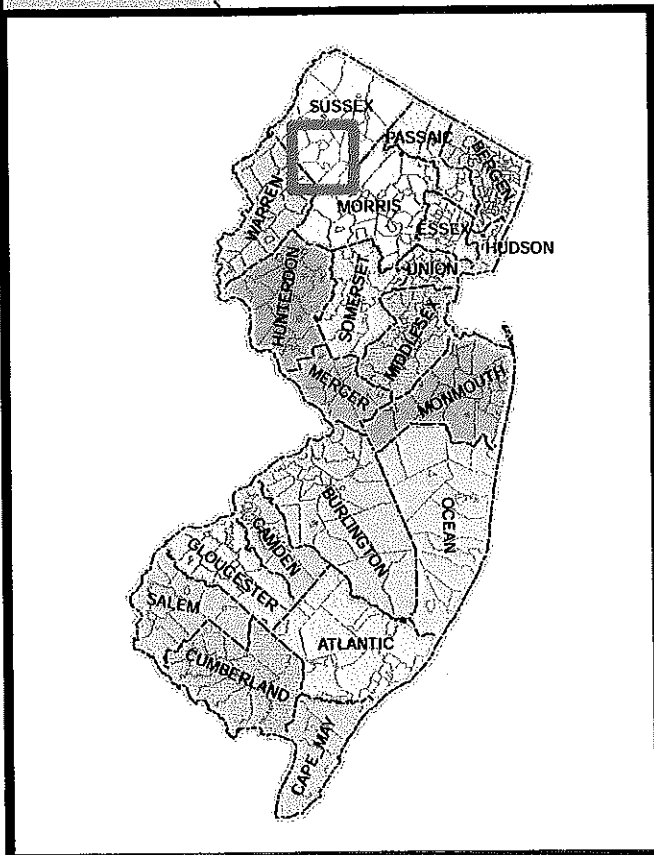 SUSSEX
PASSAIC
BERGEN
WARREN
MORRIS
ESSEX
HUDSON
UNION
HUNTERDON
SOMERSET
MIDDLESEX
MERCER
MONMOUTH
BURLINGTON
OCEAN
CAMDEN
GLOUCESTER
SALEM
ATLANTIC
CUMBERLAND
CAPE MAY